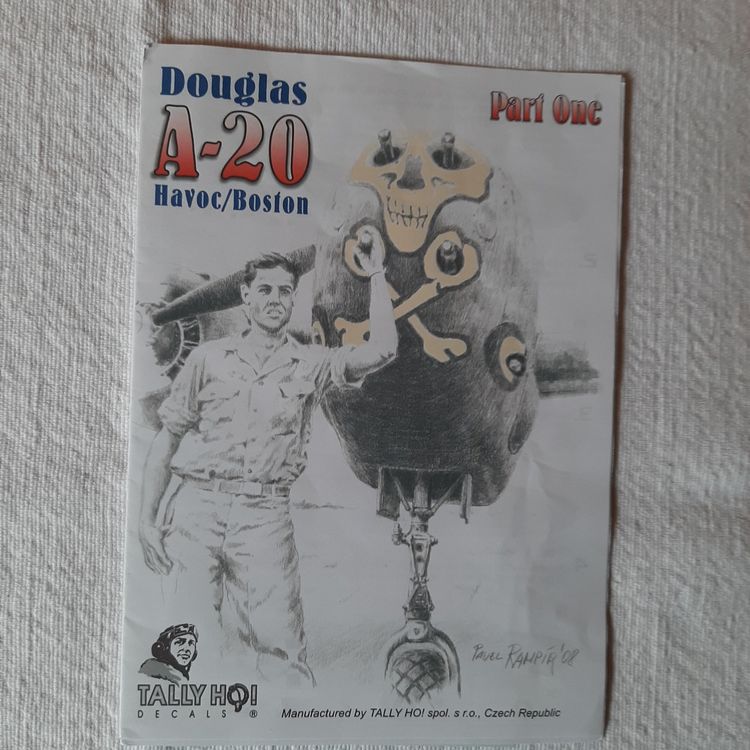 Douglas
A-20
Havoc/Boston
Part One
PAVEL RAMPÍR '08
TALLY HO!
DECALS ®
Manufactured by TALLY HO! spol. s r.o., Czech Republic